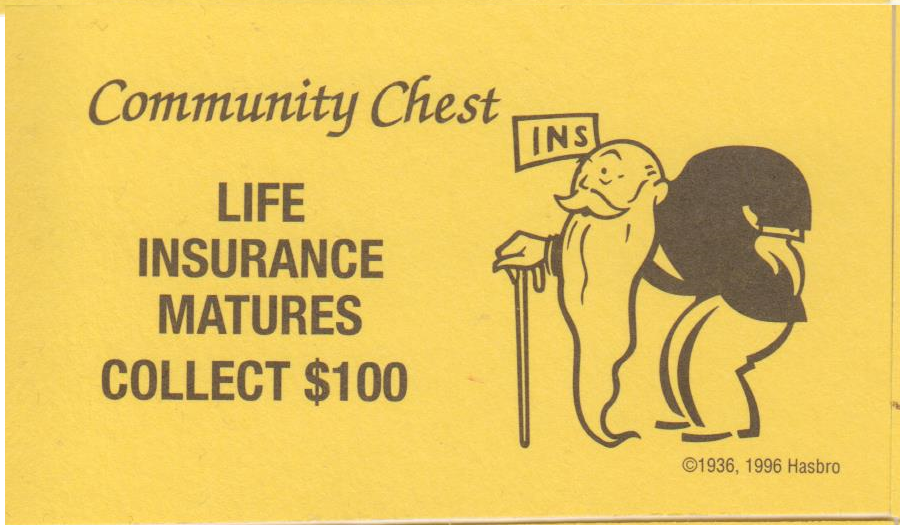 Community Chest
INS
LIFE
INSURANCE
MATURES
COLLECT $100
©1936, 1996 Hasbro